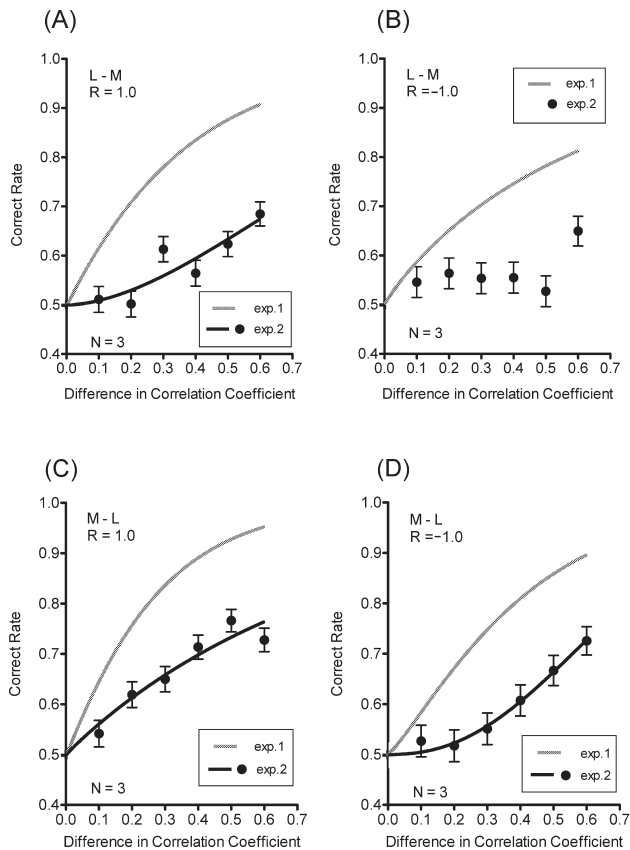 (A)
1.0
0.9
0.8
0.7
0.6
0.5
0.4
Correct Rate
L - M
R = 1.0
exp.1
exp.2
N = 3
0.0 0.1 0.2 0.3 0.4 0.5 0.6 0.7
Difference in Correlation Coefficient
(B)
1.0
0.9
0.8
0.7
0.6
0.5
0.4
Correct Rate
L - M
R =−1.0
exp.1
exp.2
N = 3
0.0 0.1 0.2 0.3 0.4 0.5 0.6 0.7
Difference in Correlation Coefficient
(C)
1.0
0.9
0.8
0.7
0.6
0.5
0.4
Correct Rate
M - L
R = 1.0
exp.1
exp.2
N = 3
0.0 0.1 0.2 0.3 0.4 0.5 0.6 0.7
Difference in Correlation Coefficient
(D)
1.0
0.9
0.8
0.7
0.6
0.5
0.4
Correct Rate
M - L
R =−1.0
exp.1
exp.2
N = 3
0.0 0.1 0.2 0.3 0.4 0.5 0.6 0.7
Difference in Correlation Coefficient